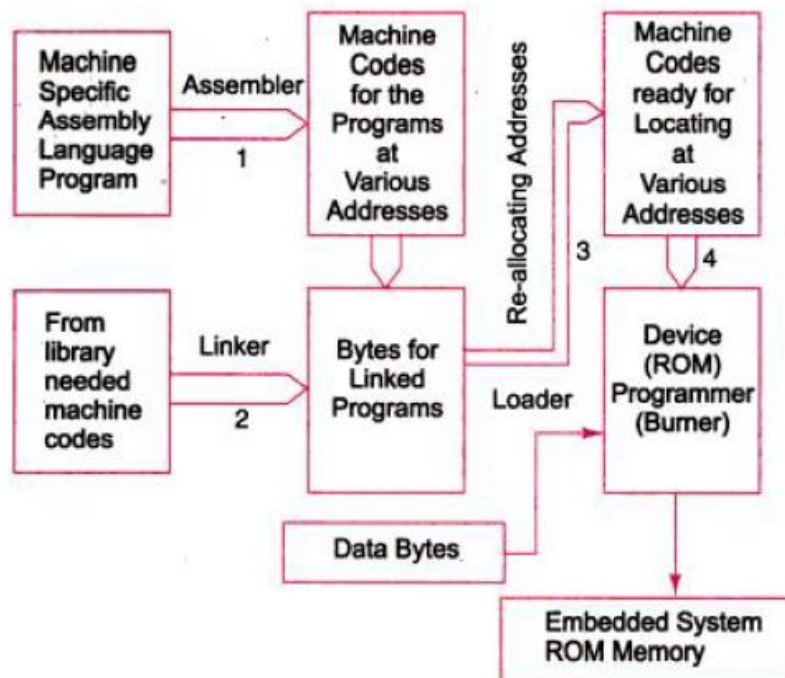 Machine
Specific
Assembly
Language
Program
Assembler
1
Machine
Codes
for the
Programs
at
Various
Addresses
Re-allocating Addresses
3
Machine
Codes
ready for
Locating
at
Various
Addresses
4
From
library
needed
machine
codes
Linker
2
Bytes for
Linked
Programs
Loader
Device
(ROM)
Programmer
(Burner)
Data Bytes
Embedded System
ROM Memory